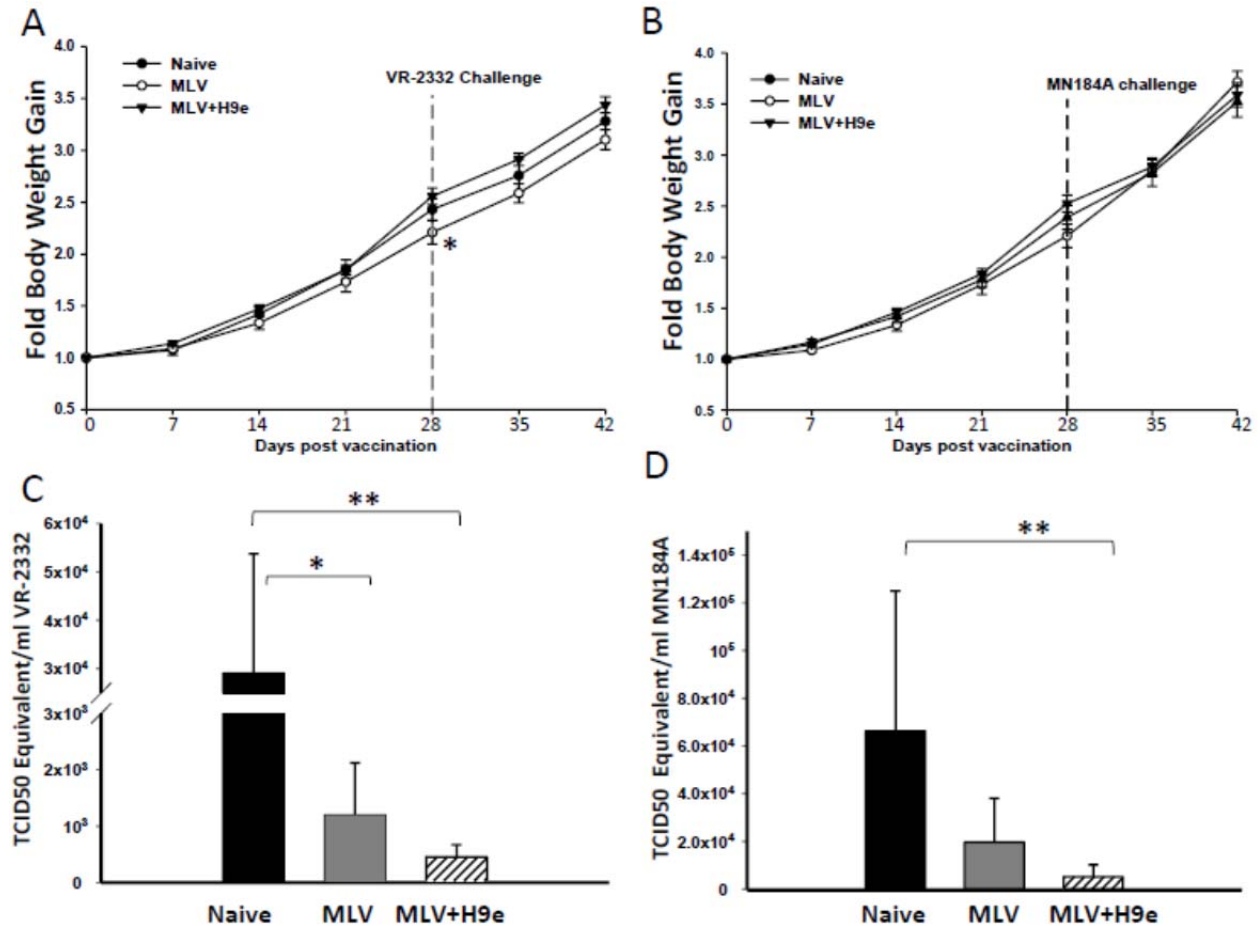 A
4.0
3.5
3.0
2.5
2.0
1.5
1.0
0.5
Fold Body Weight Gain
Naive
MLV
MLV+H9e
VR-2332 Challenge
*
0 7 14 21 28 35 42
Days post vaccination
B
4.0
3.5
3.0
2.5
2.0
1.5
1.0
0.5
Fold Body Weight Gain
Naive
MLV
MLV+H9e
MN184A challenge
0 7 14 21 28 35 42
Days post vaccination
C
TCID50 Equivalent/ml VR-2332
6x10⁴
5x10⁴
4x10⁴
3x10⁴
3x10³
2x10³
10³
0
**
*
Naive MLV MLV+H9e
D
TCID50 Equivalent/ml MN184A
1.4x10⁵
1.2x10⁵
10⁵
8.0x10⁴
6.0x10⁴
4.0x10⁴
2.0x10⁴
0
**
Naive MLV MLV+H9e